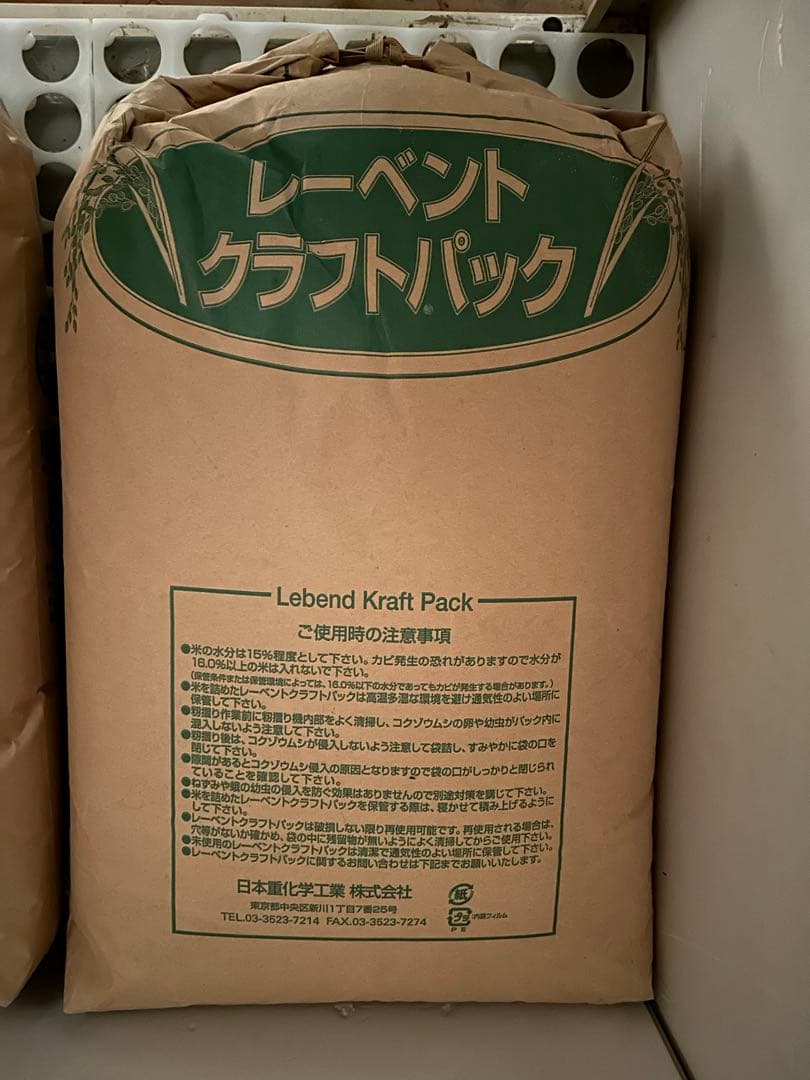 レーベント
クラフトパック
Lebend Kraft Pack
ご使用時の注意事項
●米の水分は15%程度として下さい。カビ発生の恐れがありますので水分が
16.0%以上の米は入れないで下さい。
(保管条件または保管環境によっては、16.0%以下の水分であってもカビが発生する場合があります。)
●米を詰めたレーベントクラフトパックは高温多湿な環境を避け通気性のよい場所に
保管して下さい。
●籾摺り作業前に籾摺り機内部をよく清掃し、コクゾウムシの卵や幼虫がパック内に
混入しないよう注意して下さい。
●籾摺り後は、コクゾウムシが侵入しないよう注意して袋詰し、すみやかに袋の口を
閉じて下さい。
●隙間があるとコクゾウムシ侵入の原因となりますので袋の口がしっかりと閉じられ
ていることを確認して下さい。
●ねずみや蛾の幼虫の侵入を防ぐ効果はありませんので別途対策を講じて下さい。
●米を詰めたレーベントクラフトパックを保管する際は、寝かせて積み上げるように
して下さい。
●レーベントクラフトパックは破損しない限り再使用可能です。再使用される場合は、
穴等がないか確かめ、袋の中に残留物が無いようによく清掃してからご使用下さい。
●未使用のレーベントクラフトパックは清潔で通気性のよい場所に保管して下さい。
●レーベントクラフトパックに関するお問い合わせは下記までお願いいたします。
日本重化学工業 株式会社
東京都中央区新川1丁目7番25号
TEL.03-3523-7214 FAX.03-3523-7274
紙
プラ :内装フィルム
PE